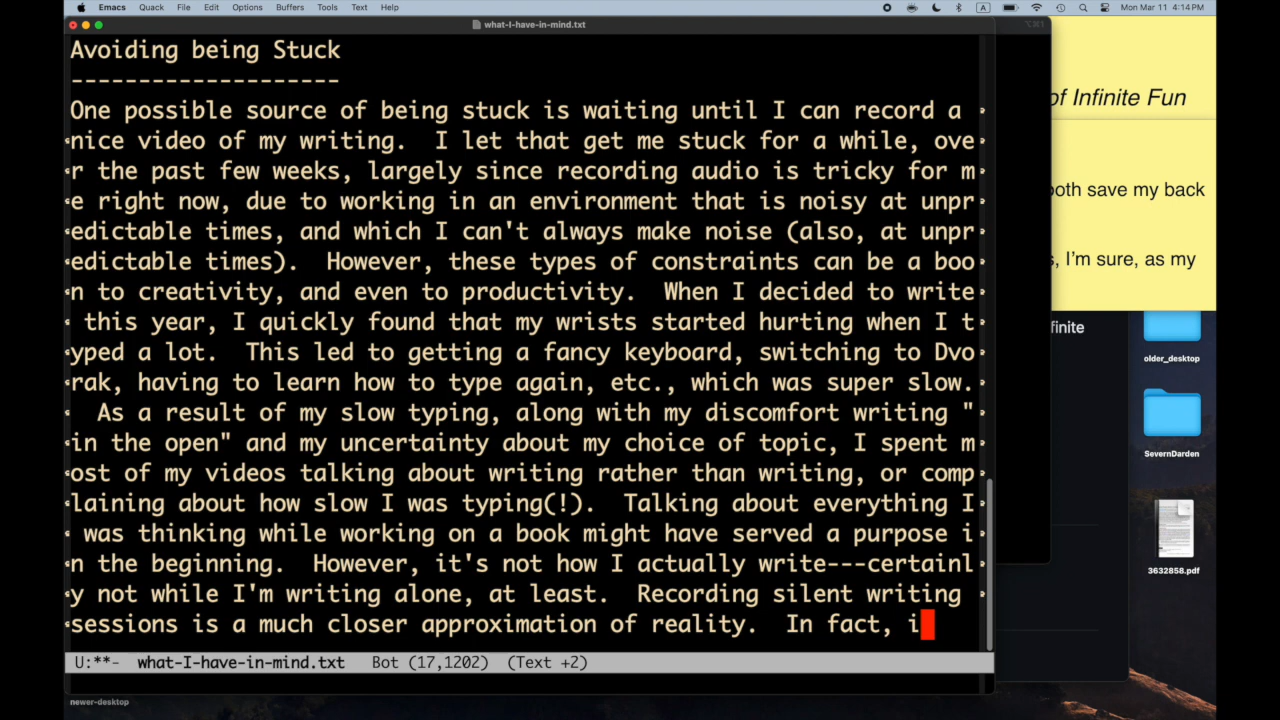 Emacs Quack File Edit Options Buffers Tools Text Help
A
Mon Mar 11 4:14 PM
what-I-have-in-mind.txt
Avoiding being Stuck
--------------------
One possible source of being stuck is waiting until I can record a
nice video of my writing.  I let that get me stuck for a while, ove
r the past few weeks, largely since recording audio is tricky for m
e right now, due to working in an environment that is noisy at unpr
edictable times, and which I can't always make noise (also, at unpr
edictable times).  However, these types of constraints can be a boo
n to creativity, and even to productivity.  When I decided to write
 this year, I quickly found that my wrists started hurting when I t
yped a lot.  This led to getting a fancy keyboard, switching to Dvo
rak, having to learn how to type again, etc., which was super slow.
  As a result of my slow typing, along with my discomfort writing "
in the open" and my uncertainty about my choice of topic, I spent m
ost of my videos talking about writing rather than writing, or comp
laining about how slow I was typing(!).  Talking about everything I
 was thinking while working on a book might have served a purpose i
n the beginning.  However, it's not how I actually write---certainl
y not while I'm writing alone, at least.  Recording silent writing
sessions is a much closer approximation of reality.  In fact, i
U:**-  what-I-have-in-mind.txt   Bot (17,1202)   (Text +2)
of Infinite Fun
both save my back
s, I'm sure, as my
finite
older_desktop
SevernDarden
3632858.pdf
newer-desktop